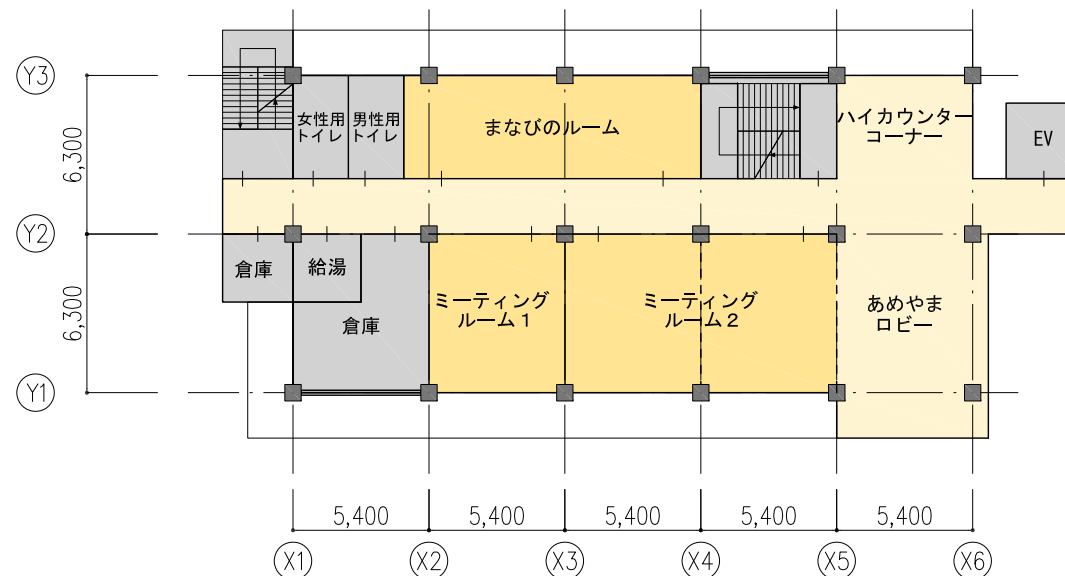 Y3
女性用
トイレ
男性用
トイレ
まなびのルーム
ハイカウンター
コーナー
EV
6,300
Y2
倉庫
給湯
倉庫
ミーティング
ルーム1
ミーティング
ルーム2
あめやま
ロビー
6,300
Y1
5,400
5,400
5,400
5,400
5,400
X1
X2
X3
X4
X5
X6